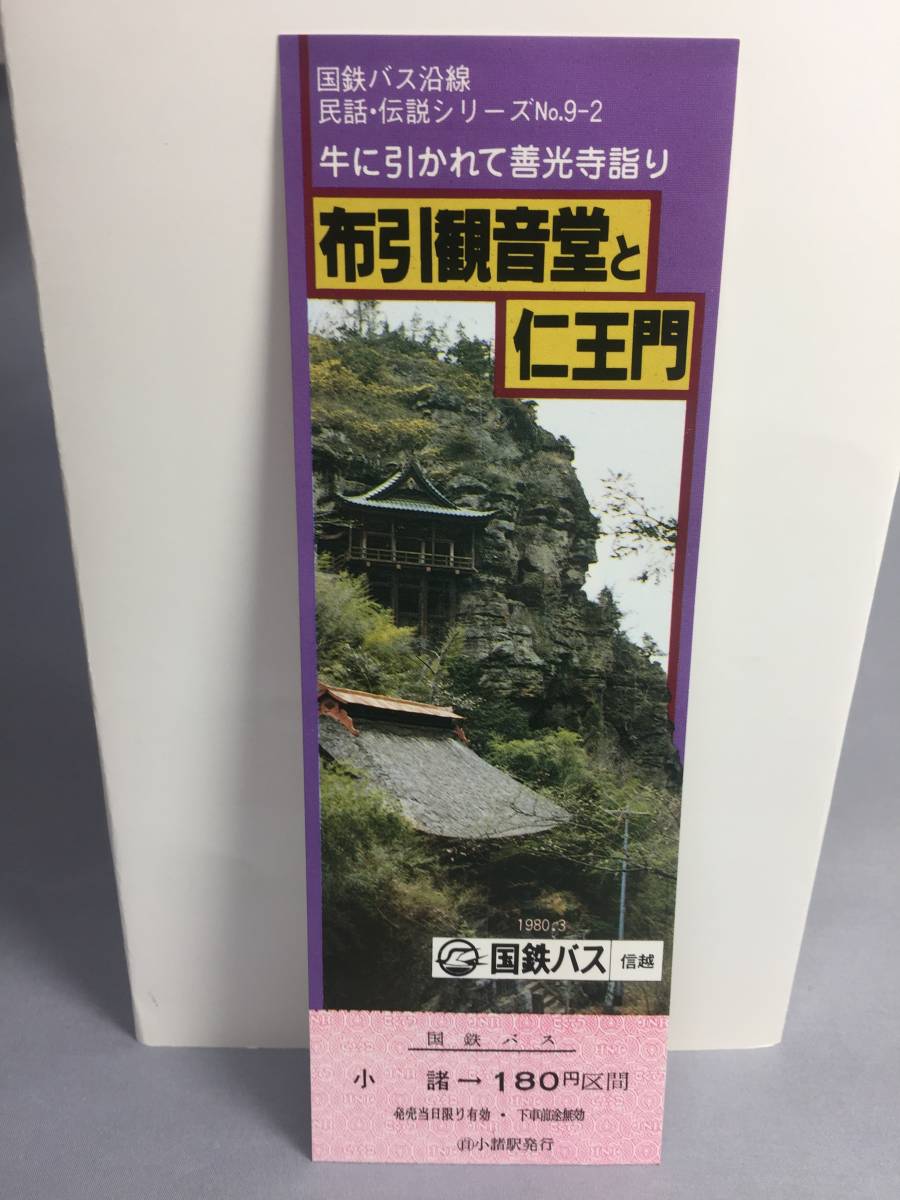 国鉄バス沿線
民話・伝説シリーズNo.9-2
牛に引かれて善光寺詣り
布引観音堂と
仁王門
1980.3
国鉄バス 信越
国鉄バス
小諸→180円区間
発売当日限り有効・下車前途無効
小諸駅発行